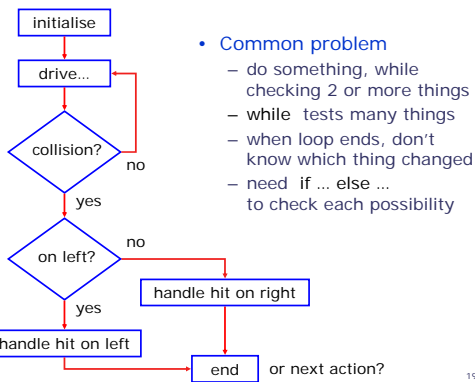 initialise
drive...
collision?
no
yes
on left?
no
yes
handle hit on right
handle hit on left
end
or next action?
• Common problem
– do something, while
checking 2 or more things
– while tests many things
– when loop ends, don't
know which thing changed
– need if ... else ...
to check each possibility
19